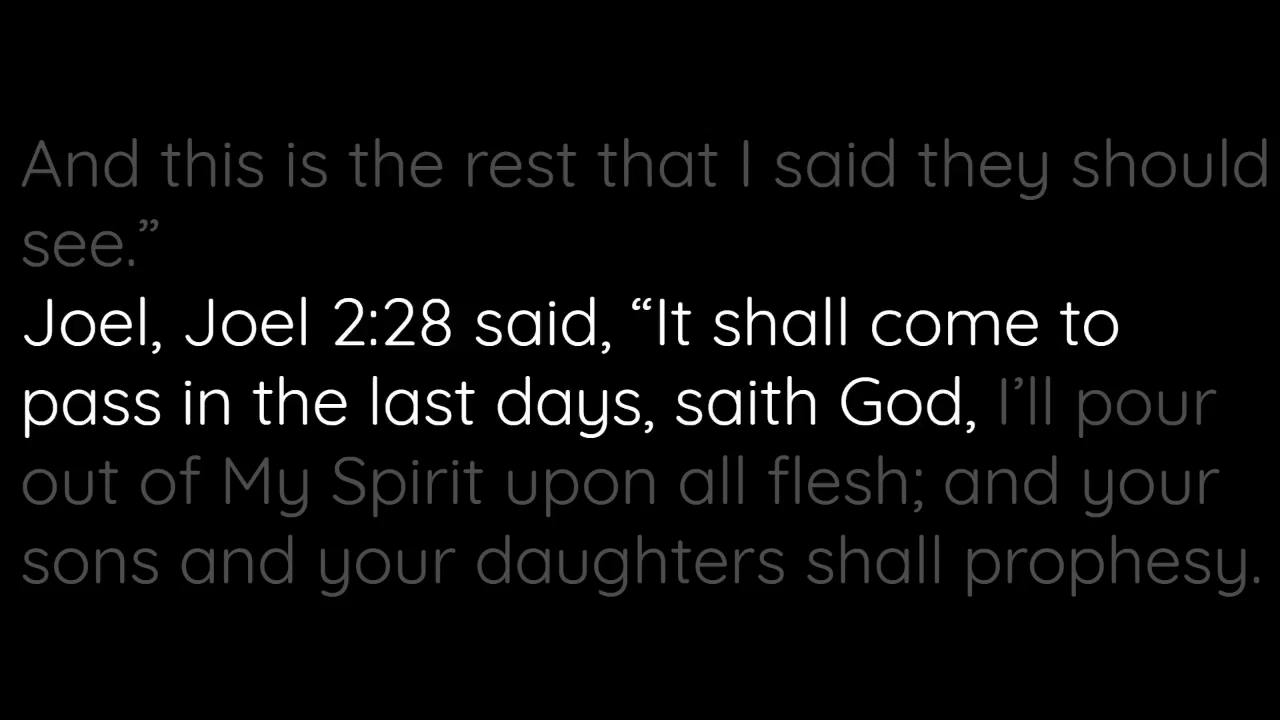 And this is the rest that I said they should
see.”
Joel, Joel 2:28 said, “It shall come to
pass in the last days, saith God, I’ll pour
out of My Spirit upon all flesh; and your
sons and your daughters shall prophesy.